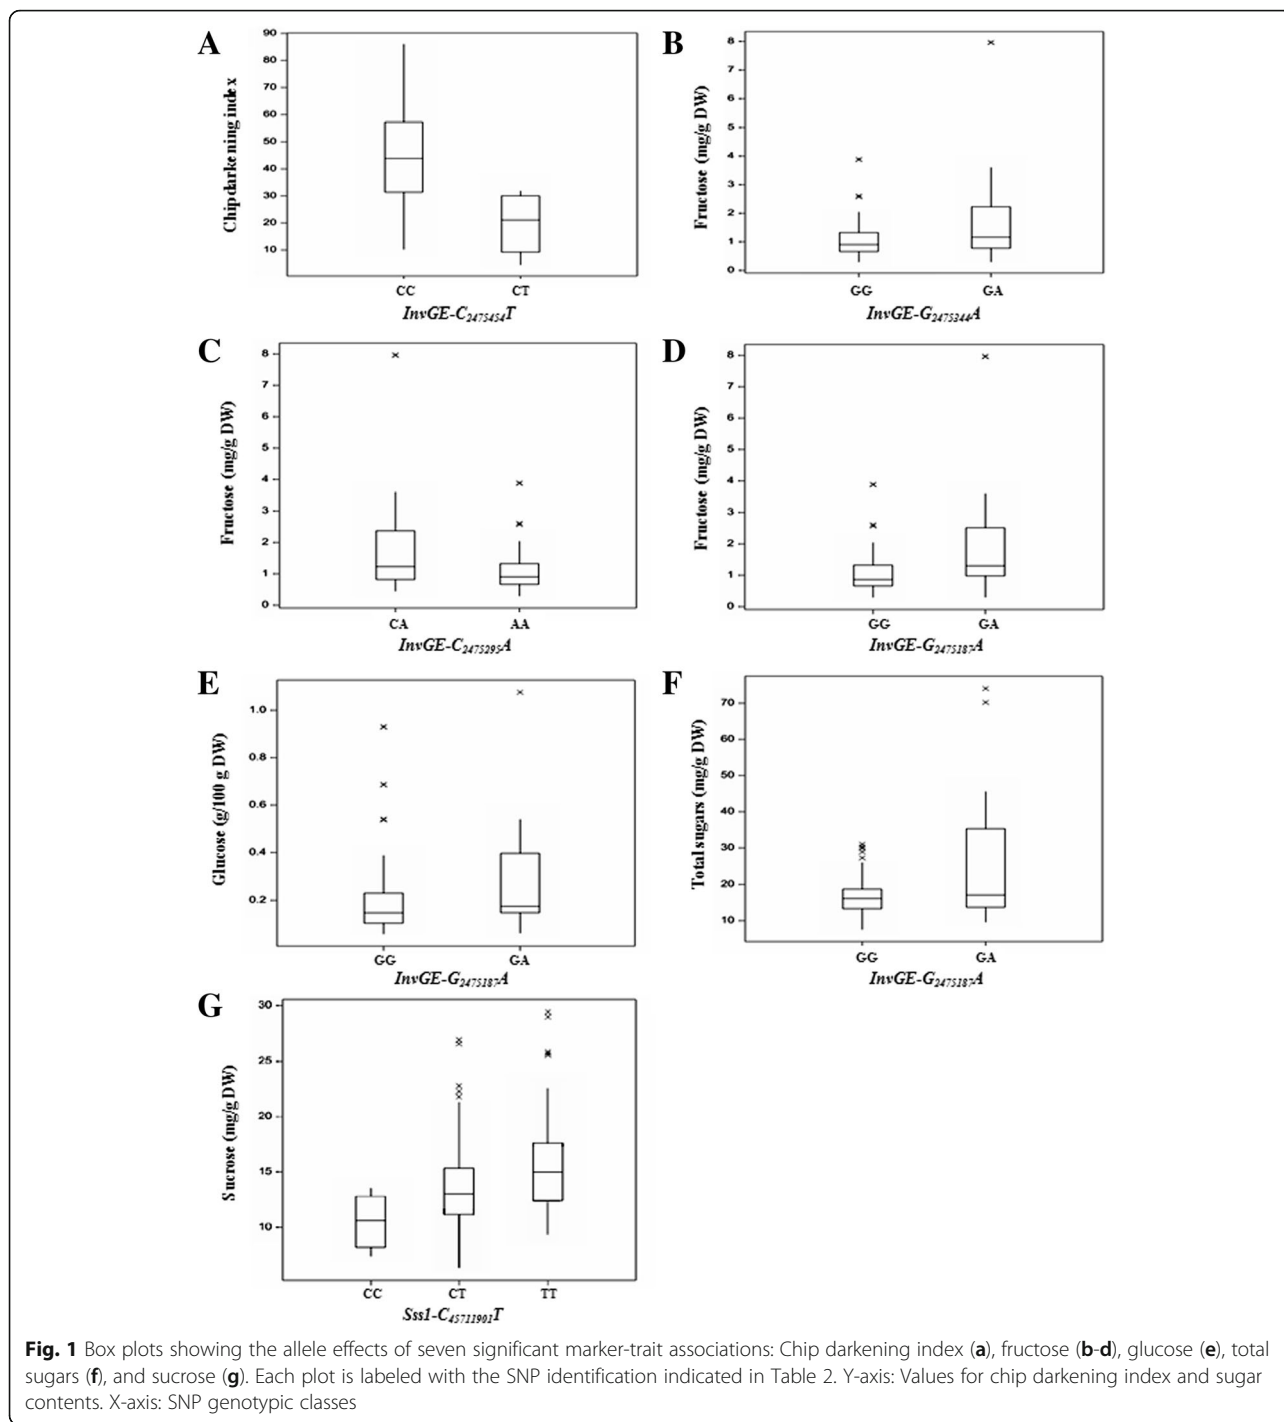 A
Chip darkening index
90
80
70
60
50
40
30
20
10
CC CT
InvGE-C2475454T
B
Fructose (mg/g DW)
8
7
6
5
4
3
2
1
0
GG GA
InvGE-G2475344A
C
Fructose (mg/g DW)
8
7
6
5
4
3
2
1
0
CA AA
InvGE-C2475295A
D
Fructose (mg/g DW)
8
7
6
5
4
3
2
1
0
GG GA
InvGE-G2475187A
E
Glucose (g/100 g DW)
1.0
0.8
0.6
0.4
0.2
GG GA
InvGE-G2475187A
F
Total sugars (mg/g DW)
70
60
50
40
30
20
10
GG GA
InvGE-G2475187A
G
Sucrose (mg/g DW)
30
25
20
15
10
CC CT TT
Sss1-C45711901T
Fig. 1 Box plots showing the allele effects of seven significant marker-trait associations: Chip darkening index (a), fructose (b-d), glucose (e), total
sugars (f), and sucrose (g). Each plot is labeled with the SNP identification indicated in Table 2. Y-axis: Values for chip darkening index and sugar
contents. X-axis: SNP genotypic classes